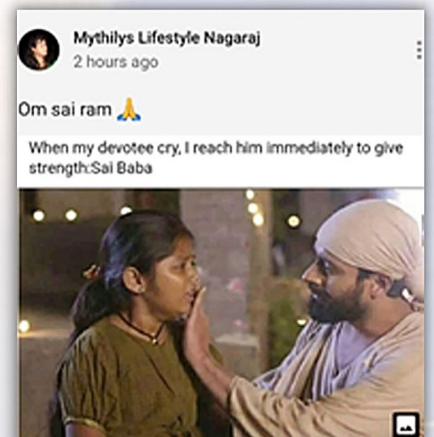 Mythilys Lifestyle Nagaraj
2 hours ago
Om sai ram 🙏
When my devotee cry, I reach him immediately to give
strength:Sai Baba